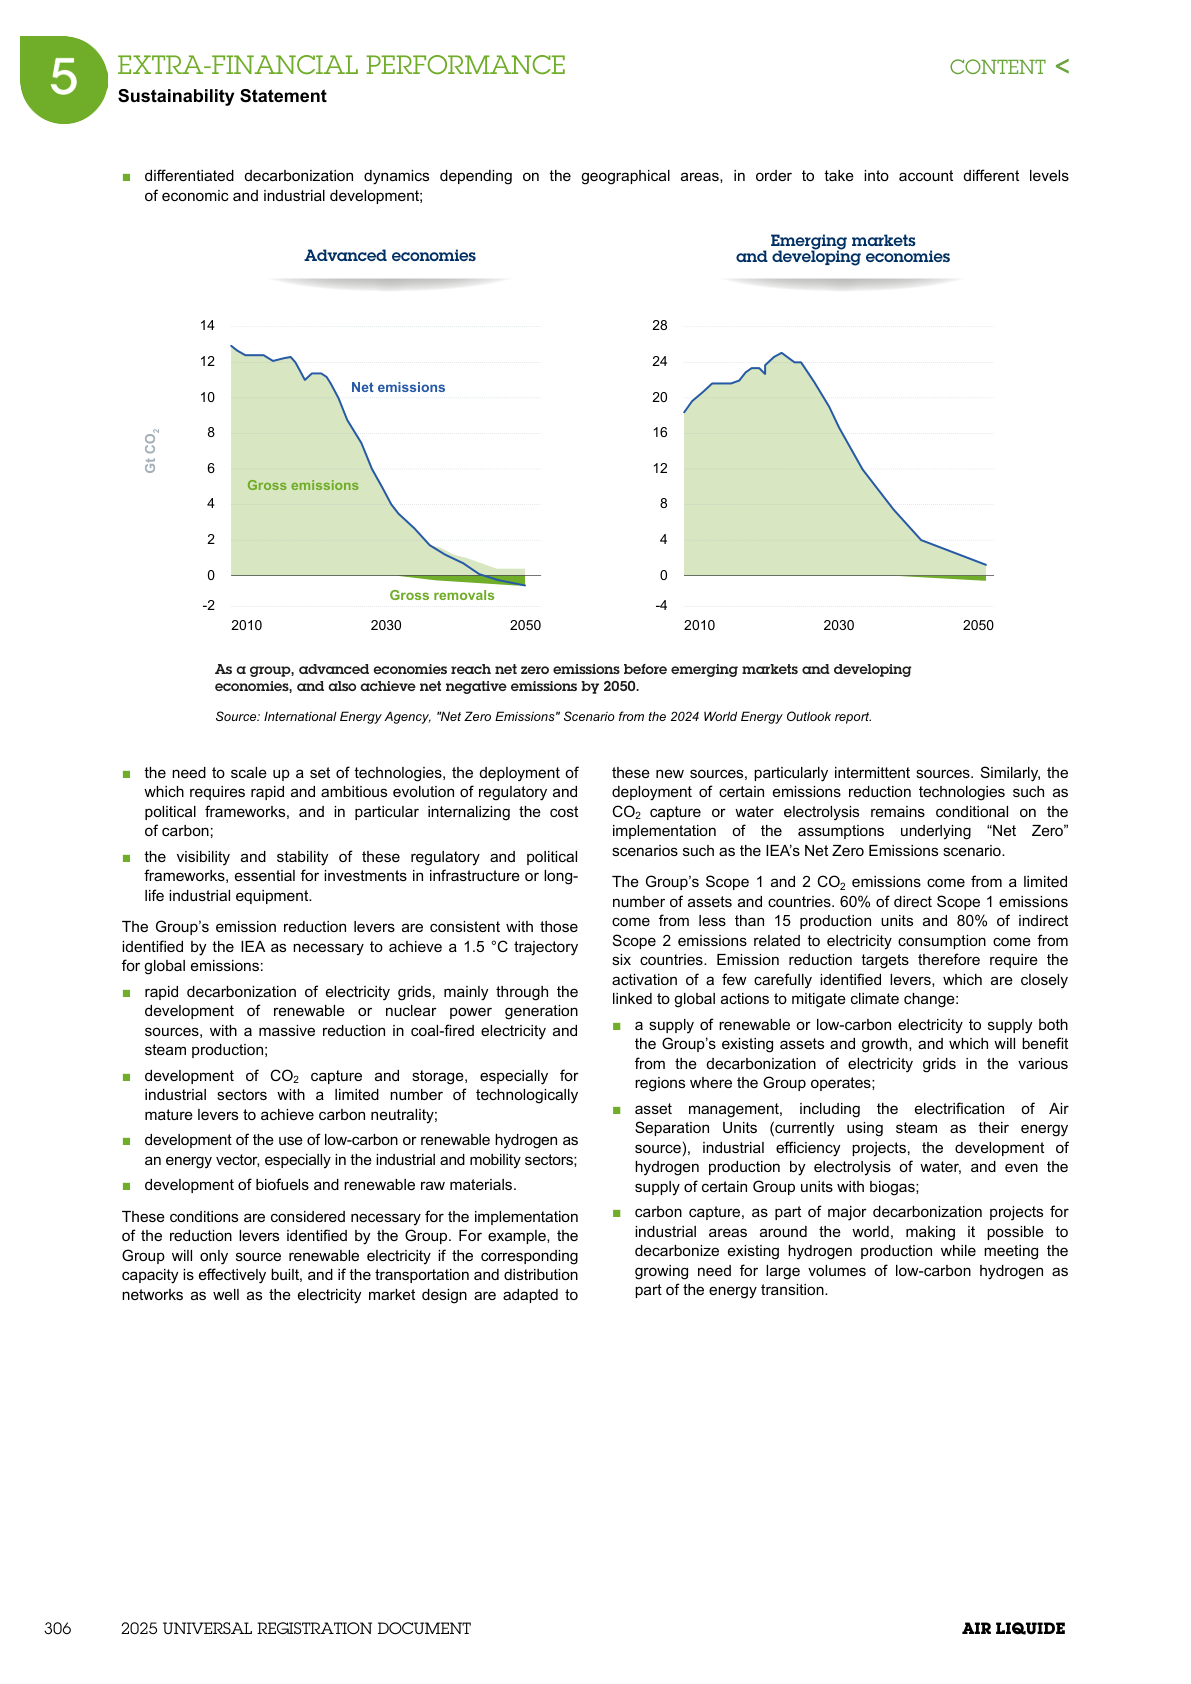 5
EXTRA-FINANCIAL PERFORMANCE
CONTENT <
Sustainability Statement
■ differentiated decarbonization dynamics depending on the geographical areas, in order to take into account different levels
of economic and industrial development;
Advanced economies
Gt CO2
14
12
10
8
6
4
2
0
-2
Net emissions
Gross emissions
Gross removals
2010 2030 2050
Emerging markets
and developing economies
28
24
20
16
12
8
4
0
-4
2010 2030 2050
As a group, advanced economies reach net zero emissions before emerging markets and developing
economies, and also achieve net negative emissions by 2050.
Source: International Energy Agency, "Net Zero Emissions" Scenario from the 2024 World Energy Outlook report.
■ the need to scale up a set of technologies, the deployment of
which requires rapid and ambitious evolution of regulatory and
political frameworks, and in particular internalizing the cost
of carbon;
■ the visibility and stability of these regulatory and political
frameworks, essential for investments in infrastructure or long-
life industrial equipment.
The Group’s emission reduction levers are consistent with those
identified by the IEA as necessary to achieve a 1.5 °C trajectory
for global emissions:
■ rapid decarbonization of electricity grids, mainly through the
development of renewable or nuclear power generation
sources, with a massive reduction in coal-fired electricity and
steam production;
■ development of CO2 capture and storage, especially for
industrial sectors with a limited number of technologically
mature levers to achieve carbon neutrality;
■ development of the use of low-carbon or renewable hydrogen as
an energy vector, especially in the industrial and mobility sectors;
■ development of biofuels and renewable raw materials.
These conditions are considered necessary for the implementation
of the reduction levers identified by the Group. For example, the
Group will only source renewable electricity if the corresponding
capacity is effectively built, and if the transportation and distribution
networks as well as the electricity market design are adapted to
these new sources, particularly intermittent sources. Similarly, the
deployment of certain emissions reduction technologies such as
CO2 capture or water electrolysis remains conditional on the
implementation of the assumptions underlying “Net Zero”
scenarios such as the IEA’s Net Zero Emissions scenario.
The Group’s Scope 1 and 2 CO2 emissions come from a limited
number of assets and countries. 60% of direct Scope 1 emissions
come from less than 15 production units and 80% of indirect
Scope 2 emissions related to electricity consumption come from
six countries. Emission reduction targets therefore require the
activation of a few carefully identified levers, which are closely
linked to global actions to mitigate climate change:
■ a supply of renewable or low-carbon electricity to supply both
the Group’s existing assets and growth, and which will benefit
from the decarbonization of electricity grids in the various
regions where the Group operates;
■ asset management, including the electrification of Air
Separation Units (currently using steam as their energy
source), industrial efficiency projects, the development of
hydrogen production by electrolysis of water, and even the
supply of certain Group units with biogas;
■ carbon capture, as part of major decarbonization projects for
industrial areas around the world, making it possible to
decarbonize existing hydrogen production while meeting the
growing need for large volumes of low-carbon hydrogen as
part of the energy transition.
306 2025 UNIVERSAL REGISTRATION DOCUMENT
AIR LIQUIDE